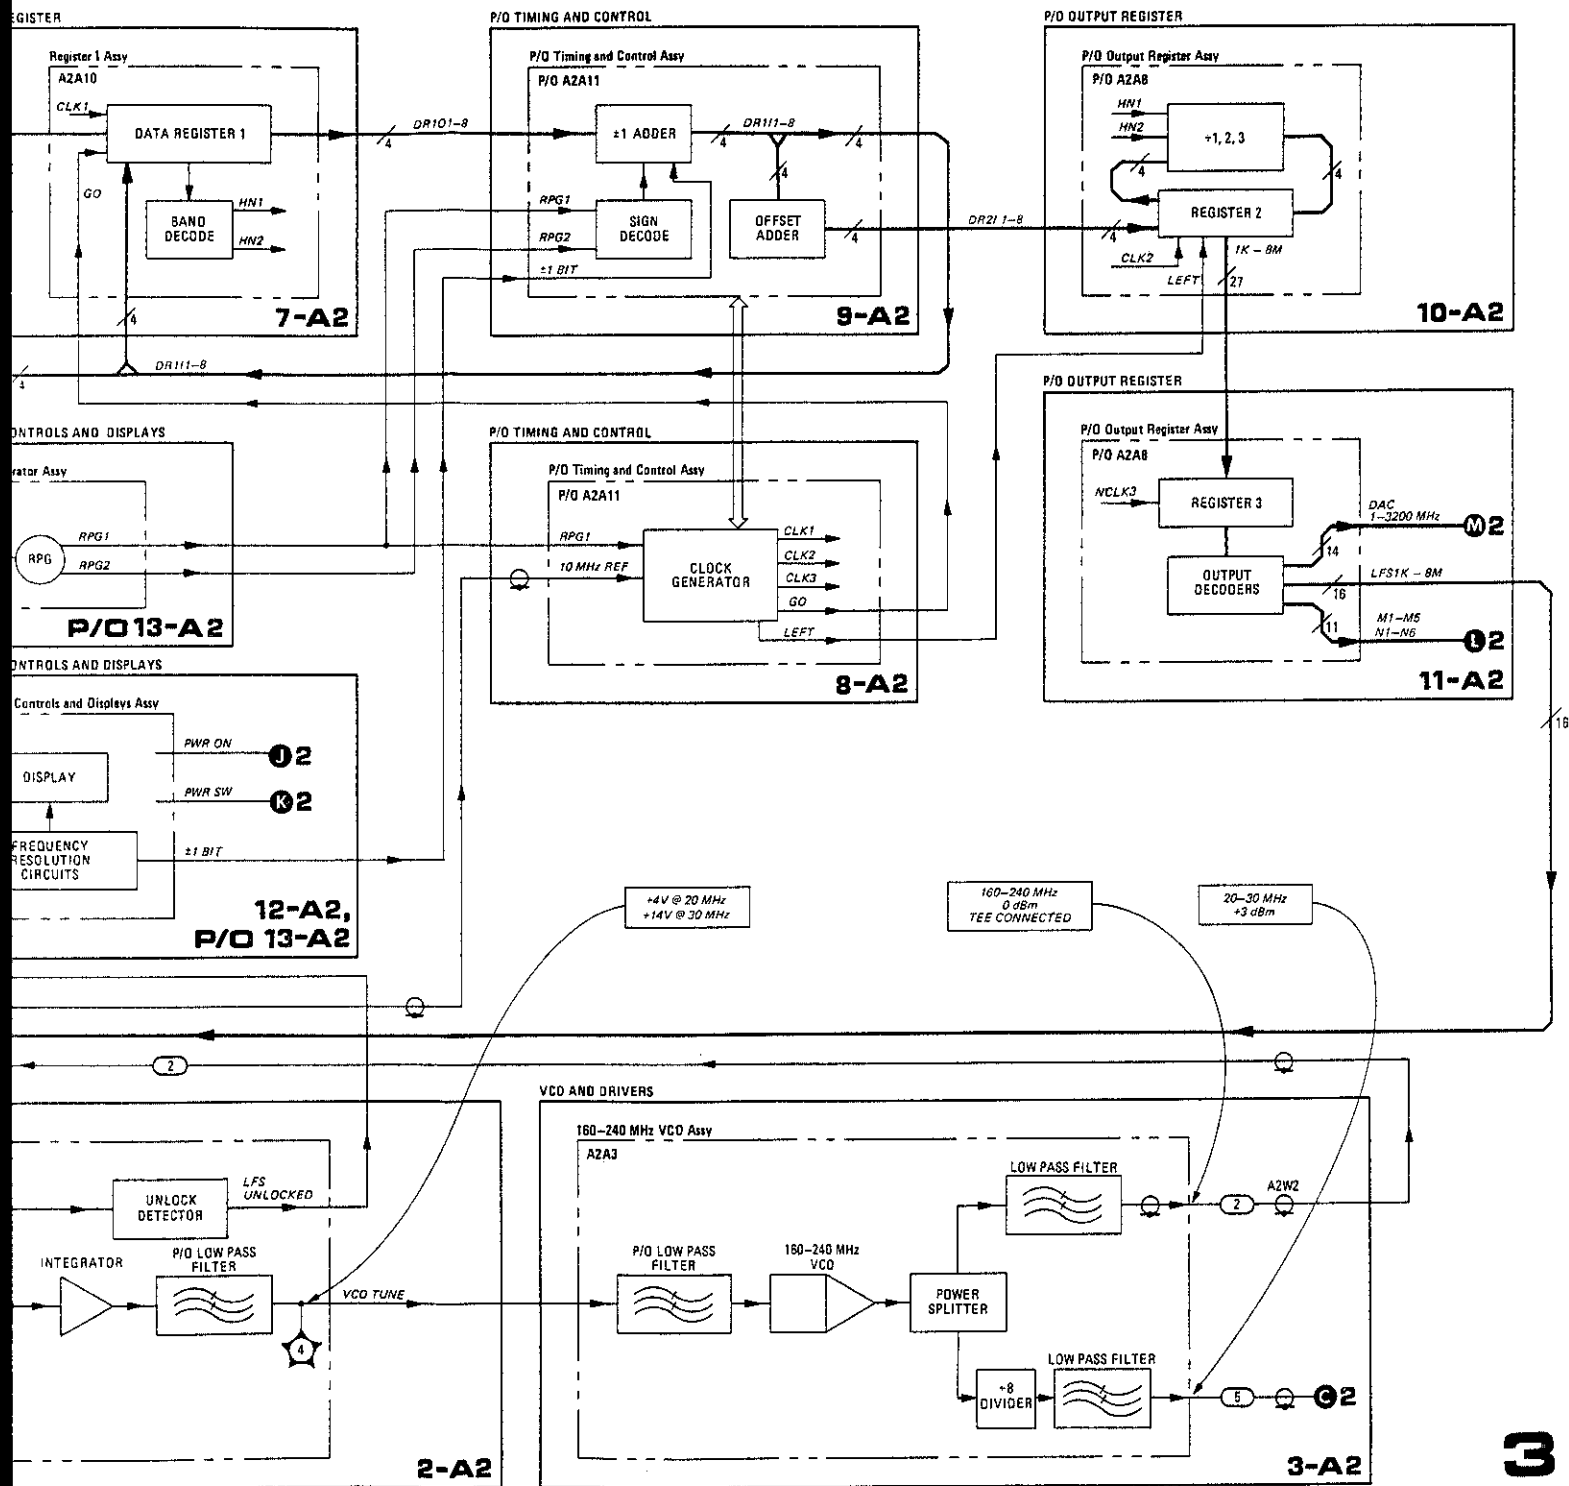 EGISTER
Register 1 Assy
A2A10
CLK1
DATA REGISTER 1
GO
BAND
DECODE
HN1
HN2
4
7-A2
DR1O1-8
4
P/O TIMING AND CONTROL
P/O Timing and Control Assy
P/O A2A11
±1 ADDER
4
DR1I1-8
4
4
RPG1
RPG2
SIGN
DECODE
OFFSET
ADDER
4
±1 BIT
9-A2
DR2I 1-8
P/O OUTPUT REGISTER
P/O Output Register Assy
P/O A2A8
HN1
HN2
÷1, 2, 3
4
4
REGISTER 2
4
CLK2
LEFT
1K – 8M
27
10-A2
4
DR1I1-8
ONTROLS AND DISPLAYS
rator Assy
RPG
RPG1
RPG2
P/O 13-A2
P/O TIMING AND CONTROL
P/O Timing and Control Assy
P/O A2A11
RPG1
10 MHz REF
CLOCK
GENERATOR
CLK1
CLK2
CLK3
GO
LEFT
8-A2
P/O OUTPUT REGISTER
P/O Output Register Assy
P/O A2A8
NCLK3
REGISTER 3
OUTPUT
DECODERS
DAC
1–3200 MHz
14
M 2
LFS1K – 8M
16
11
M1–M5
N1–N6
L 2
11-A2
16
ONTROLS AND DISPLAYS
Controls and Displays Assy
DISPLAY
PWR ON
J 2
PWR SW
K 2
FREQUENCY
RESOLUTION
CIRCUITS
±1 BIT
12-A2,
P/O 13-A2
+4V @ 20 MHz
+14V @ 30 MHz
160–240 MHz
0 dBm
TEE CONNECTED
20–30 MHz
+3 dBm
2
UNLOCK
DETECTOR
LFS
UNLOCKED
INTEGRATOR
P/O LOW PASS
FILTER
VCO TUNE
4
2-A2
VCO AND DRIVERS
160–240 MHz VCO Assy
A2A3
P/O LOW PASS
FILTER
160–240 MHz
VCO
POWER
SPLITTER
LOW PASS FILTER
2
A2W2
÷8
DIVIDER
LOW PASS FILTER
5
C 2
3-A2
3